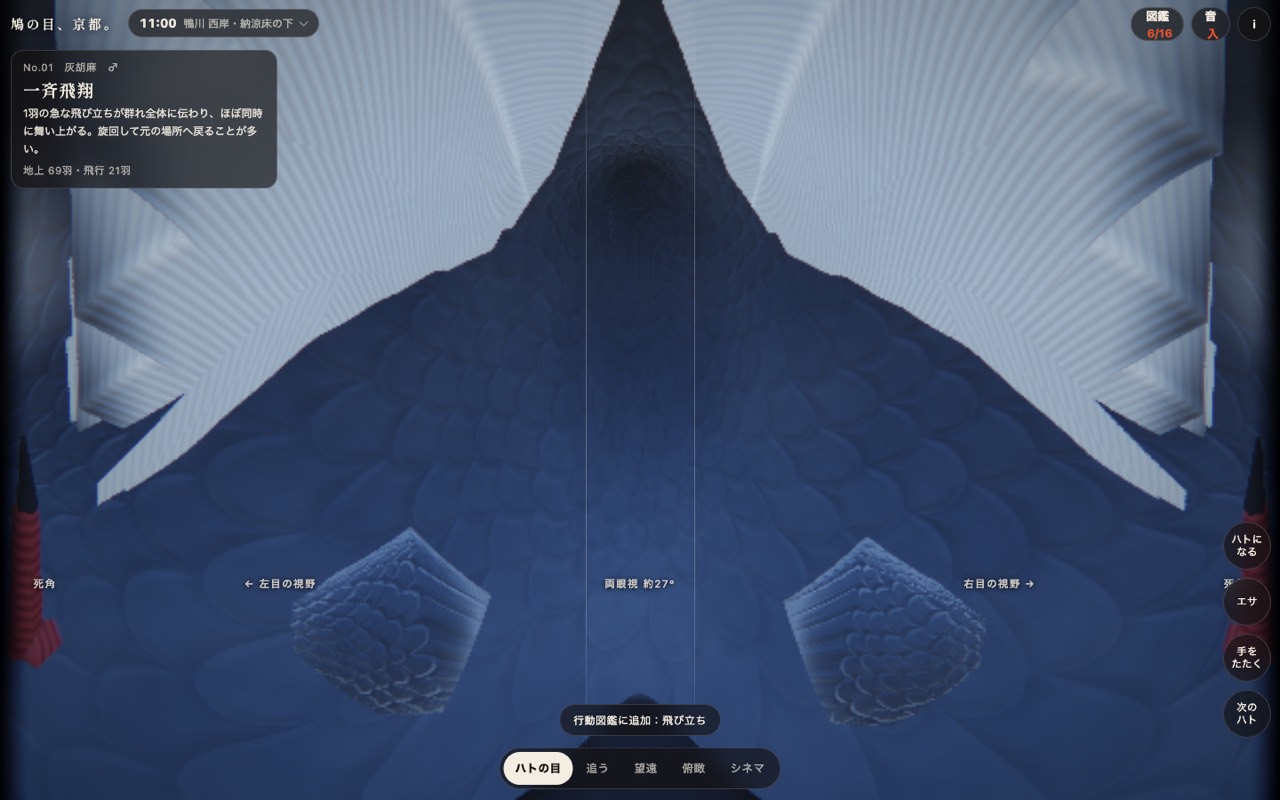 鳩の目、京都。
11:00 鴨川 西岸・納涼床の下
図鑑
6/16
音
入
i
No.01 灰胡麻 ♂
一斉飛翔
1羽の急な飛び立ちが群れ全体に伝わり、ほぼ同時
に舞い上がる。旋回して元の場所へ戻ることが多
い。
地上 69羽・飛行 21羽
死角
← 左目の視野
両眼視 約27°
右目の視野 →
ハトに
なる
エサ
手を
たたく
次の
ハト
行動図鑑に追加：飛び立ち
ハトの目 追う 望遠 俯瞰 シネマ